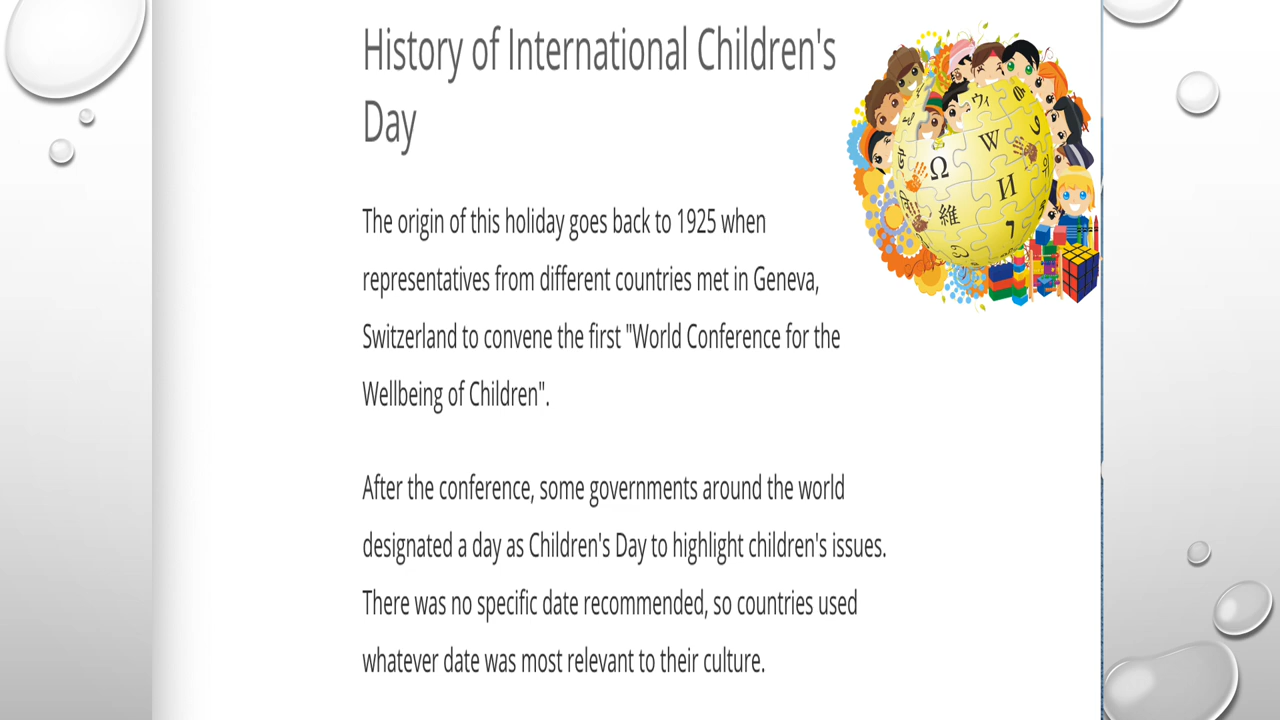 History of International Children's
Day
The origin of this holiday goes back to 1925 when
representatives from different countries met in Geneva,
Switzerland to convene the first "World Conference for the
Wellbeing of Children".
After the conference, some governments around the world
designated a day as Children's Day to highlight children's issues.
There was no specific date recommended, so countries used
whatever date was most relevant to their culture.
ウィ
W
Ω
И
維